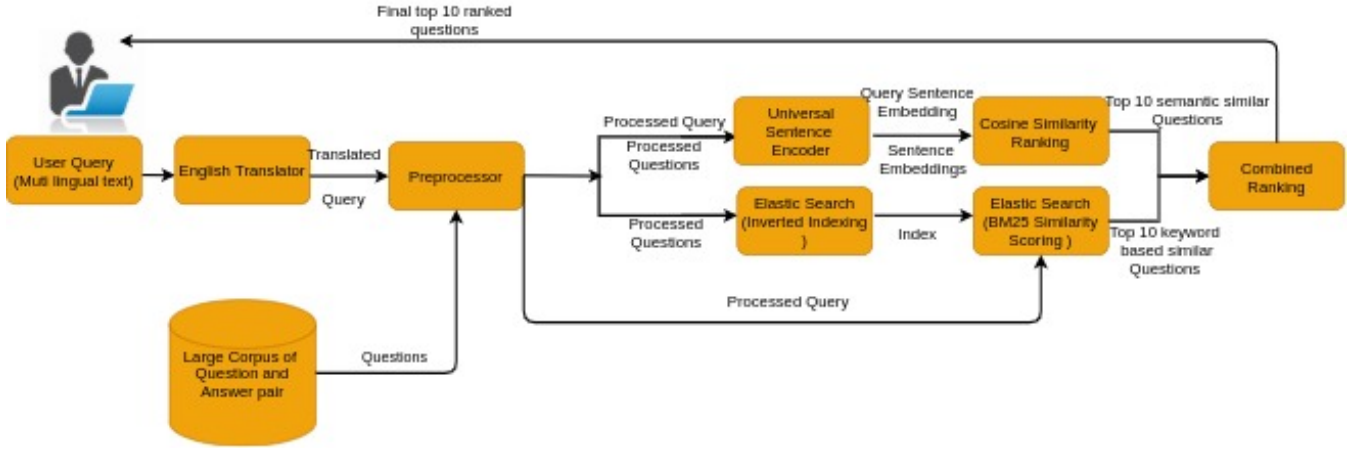 Final top 10 ranked
questions
User Query
(Muti lingual text)
English Translator
Translated
Query
Preprocessor
Processed Query
Processed
Questions
Universal
Sentence
Encoder
Query Sentence
Embedding
Sentence
Embeddings
Cosine Similarity
Ranking
Top 10 semantic similar
Questions
Combined
Ranking
Processed
Questions
Elastic Search
(Inverted Indexing
)
Index
Elastic Search
(BM25 Similarity
Scoring )
Top 10 keyword
based similar
Questions
Processed Query
Large Corpus of
Question and
Answer pair
Questions